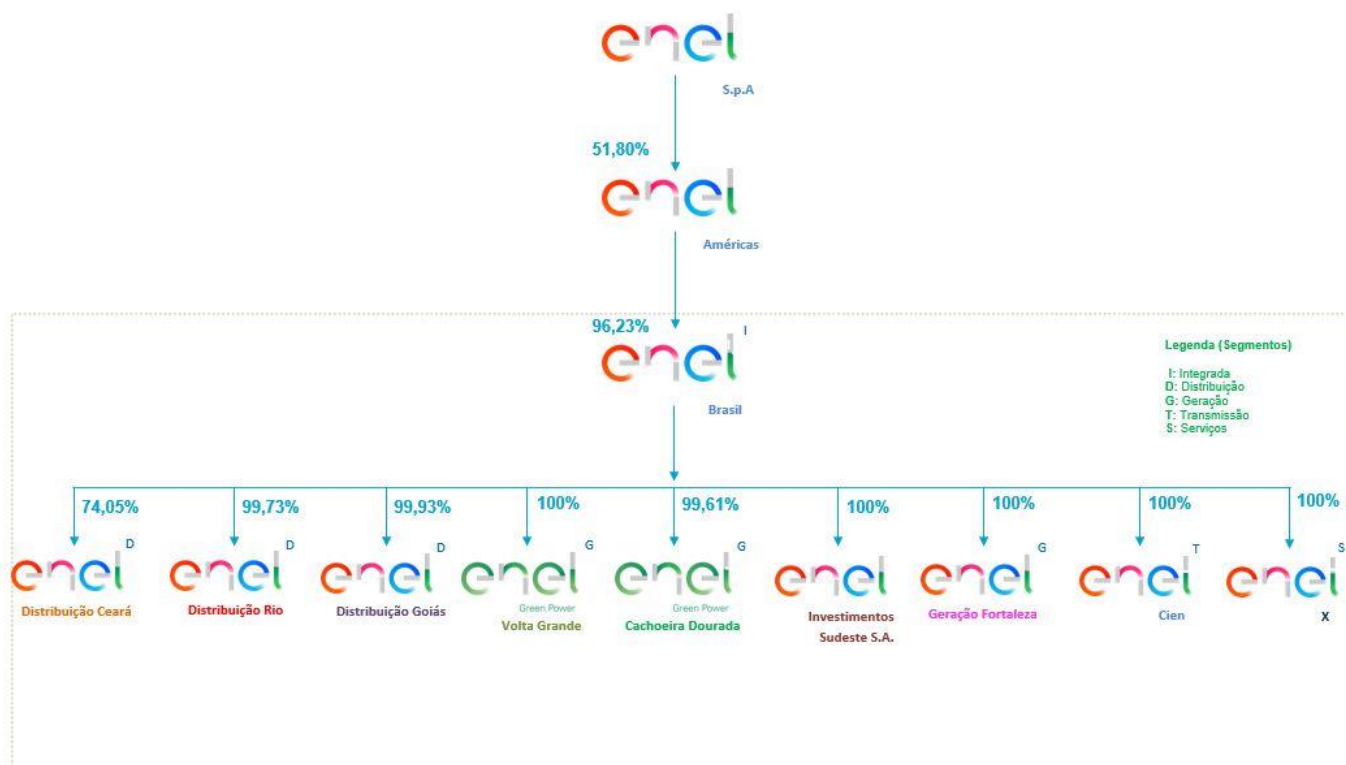 enel
S.p.A
51,80%
enel
Américas
96,23%
enel I
Brasil
Legenda (Segmentos)
I: Integrada
D: Distribuição
G: Geração
T: Transmissão
S: Serviços
74,05% 99,73% 99,93% 100% 99,61% 100% 100% 100% 100%
enel D enel D enel D enel G enel G enel enel G enel T enel S
Green Power Green Power
Distribuição Ceará Distribuição Rio Distribuição Goiás Volta Grande Cachoeira Dourada Investimentos Geração Fortaleza Cien X
Sudeste S.A.